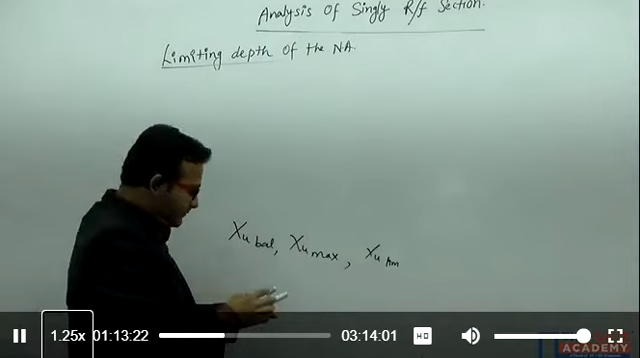 Analysis Of Singly R/f Section.
Limiting depth of the NA.
Xu bal, Xu max, Xu lim
1.25x 01:13:22 03:14:01 HD
ACADEMY